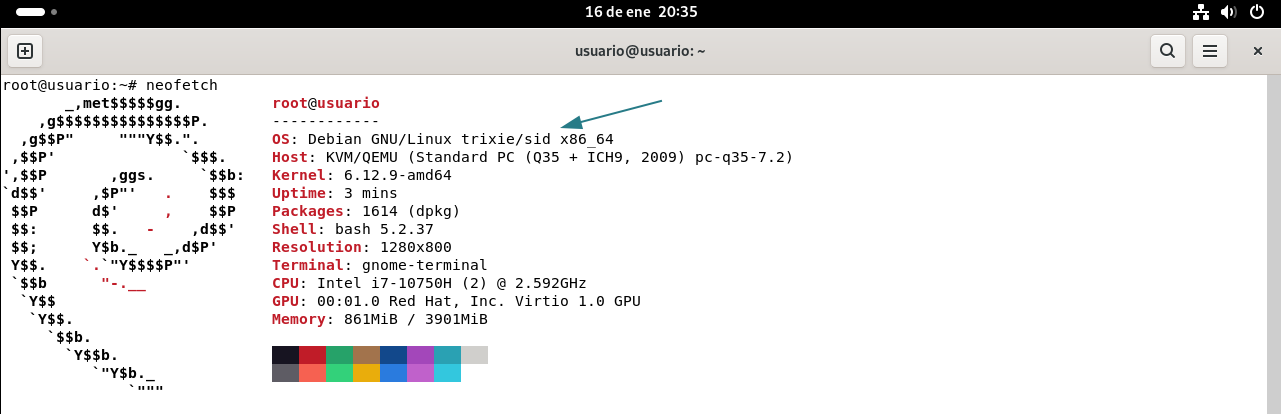 16 de ene 20:35
usuario@usuario: ~
root@usuario:~# neofetch
       _,met$$$$$gg.          root@usuario
    ,g$$$$$$$$$$$$$$$P.       ------------
  ,g$$P"     """Y$$.".        OS: Debian GNU/Linux trixie/sid x86_64
 ,$$P'              `$$$.     Host: KVM/QEMU (Standard PC (Q35 + ICH9, 2009) pc-q35-7.2)
',$$P       ,ggs.     `$$b:   Kernel: 6.12.9-amd64
`d$$'     ,$P"'   .    $$$    Uptime: 3 mins
 $$P      d$'     ,    $$P    Packages: 1614 (dpkg)
 $$:      $$.   -    ,d$$'    Shell: bash 5.2.37
 $$;      Y$b._   _,d$P'      Resolution: 1280x800
 Y$$.    `.`"Y$$$$P"'         Terminal: gnome-terminal
 `$$b      "-.__              CPU: Intel i7-10750H (2) @ 2.592GHz
  `Y$$                        GPU: 00:01.0 Red Hat, Inc. Virtio 1.0 GPU
   `Y$$.                      Memory: 861MiB / 3901MiB
     `$$b.
       `Y$$b.
          `"Y$b._
              `"""